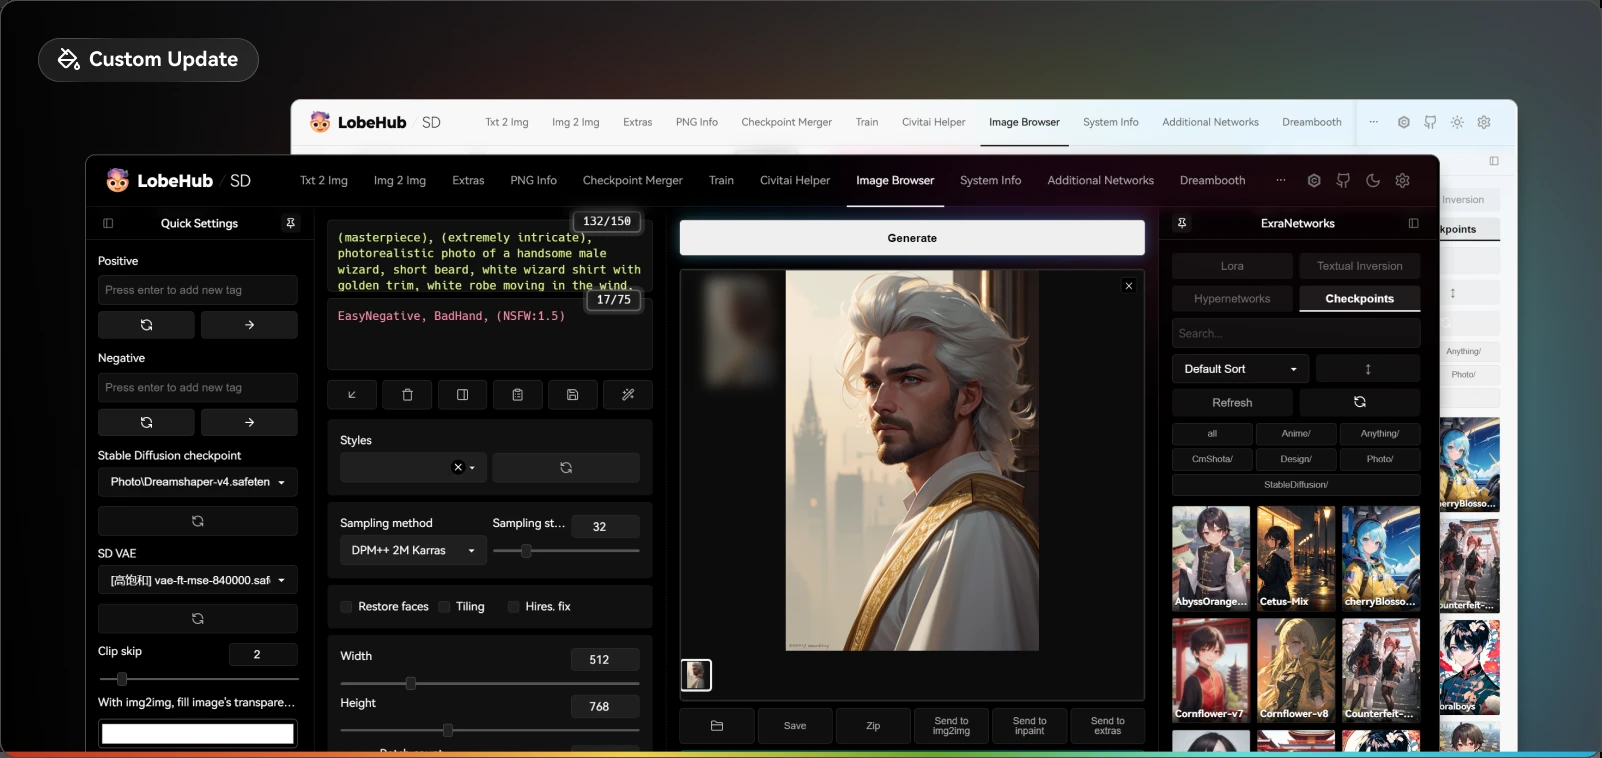 Custom Update
LobeHub / SD
Txt 2 Img
Img 2 Img
Extras
PNG Info
Checkpoint Merger
Train
Civitai Helper
Image Browser
System Info
Additional Networks
Dreambooth
...
LobeHub / SD
Txt 2 Img
Img 2 Img
Extras
PNG Info
Checkpoint Merger
Train
Civitai Helper
Image Browser
System Info
Additional Networks
Dreambooth
...
Quick Settings
Positive
Press enter to add new tag
Negative
Press enter to add new tag
Stable Diffusion checkpoint
Photo\Dreamshaper-v4.safeten
SD VAE
[高饱和] vae-ft-mse-840000.saf
Clip skip
2
With img2img, fill image's transpare...
132/150
(masterpiece), (extremely intricate),
photorealistic photo of a handsome male
wizard, short beard, white wizard shirt with
golden trim, white robe moving in the wind.
17/75
EasyNegative, BadHand, (NSFW:1.5)
Styles
Sampling method
DPM++ 2M Karras
Sampling st...
32
Restore faces
Tiling
Hires. fix
Width
512
Height
768
Generate
Save
Zip
Send to
img2img
Send to
inpaint
Send to
extras
ExraNetworks
Lora
Textual Inversion
Hypernetworks
Checkpoints
Search...
Default Sort
Refresh
all
Anime/
Anything/
CmShota/
Design/
Photo/
StableDiffusion/
AbyssOrange...
Cetus-Mix
cherryBlosso...
Cornflower-v7
Cornflower-v8
Counterfeit-...
Inversion
kpoints
Anything/
Photo/
erryBlosso...
ounterfeit-...
oralboys